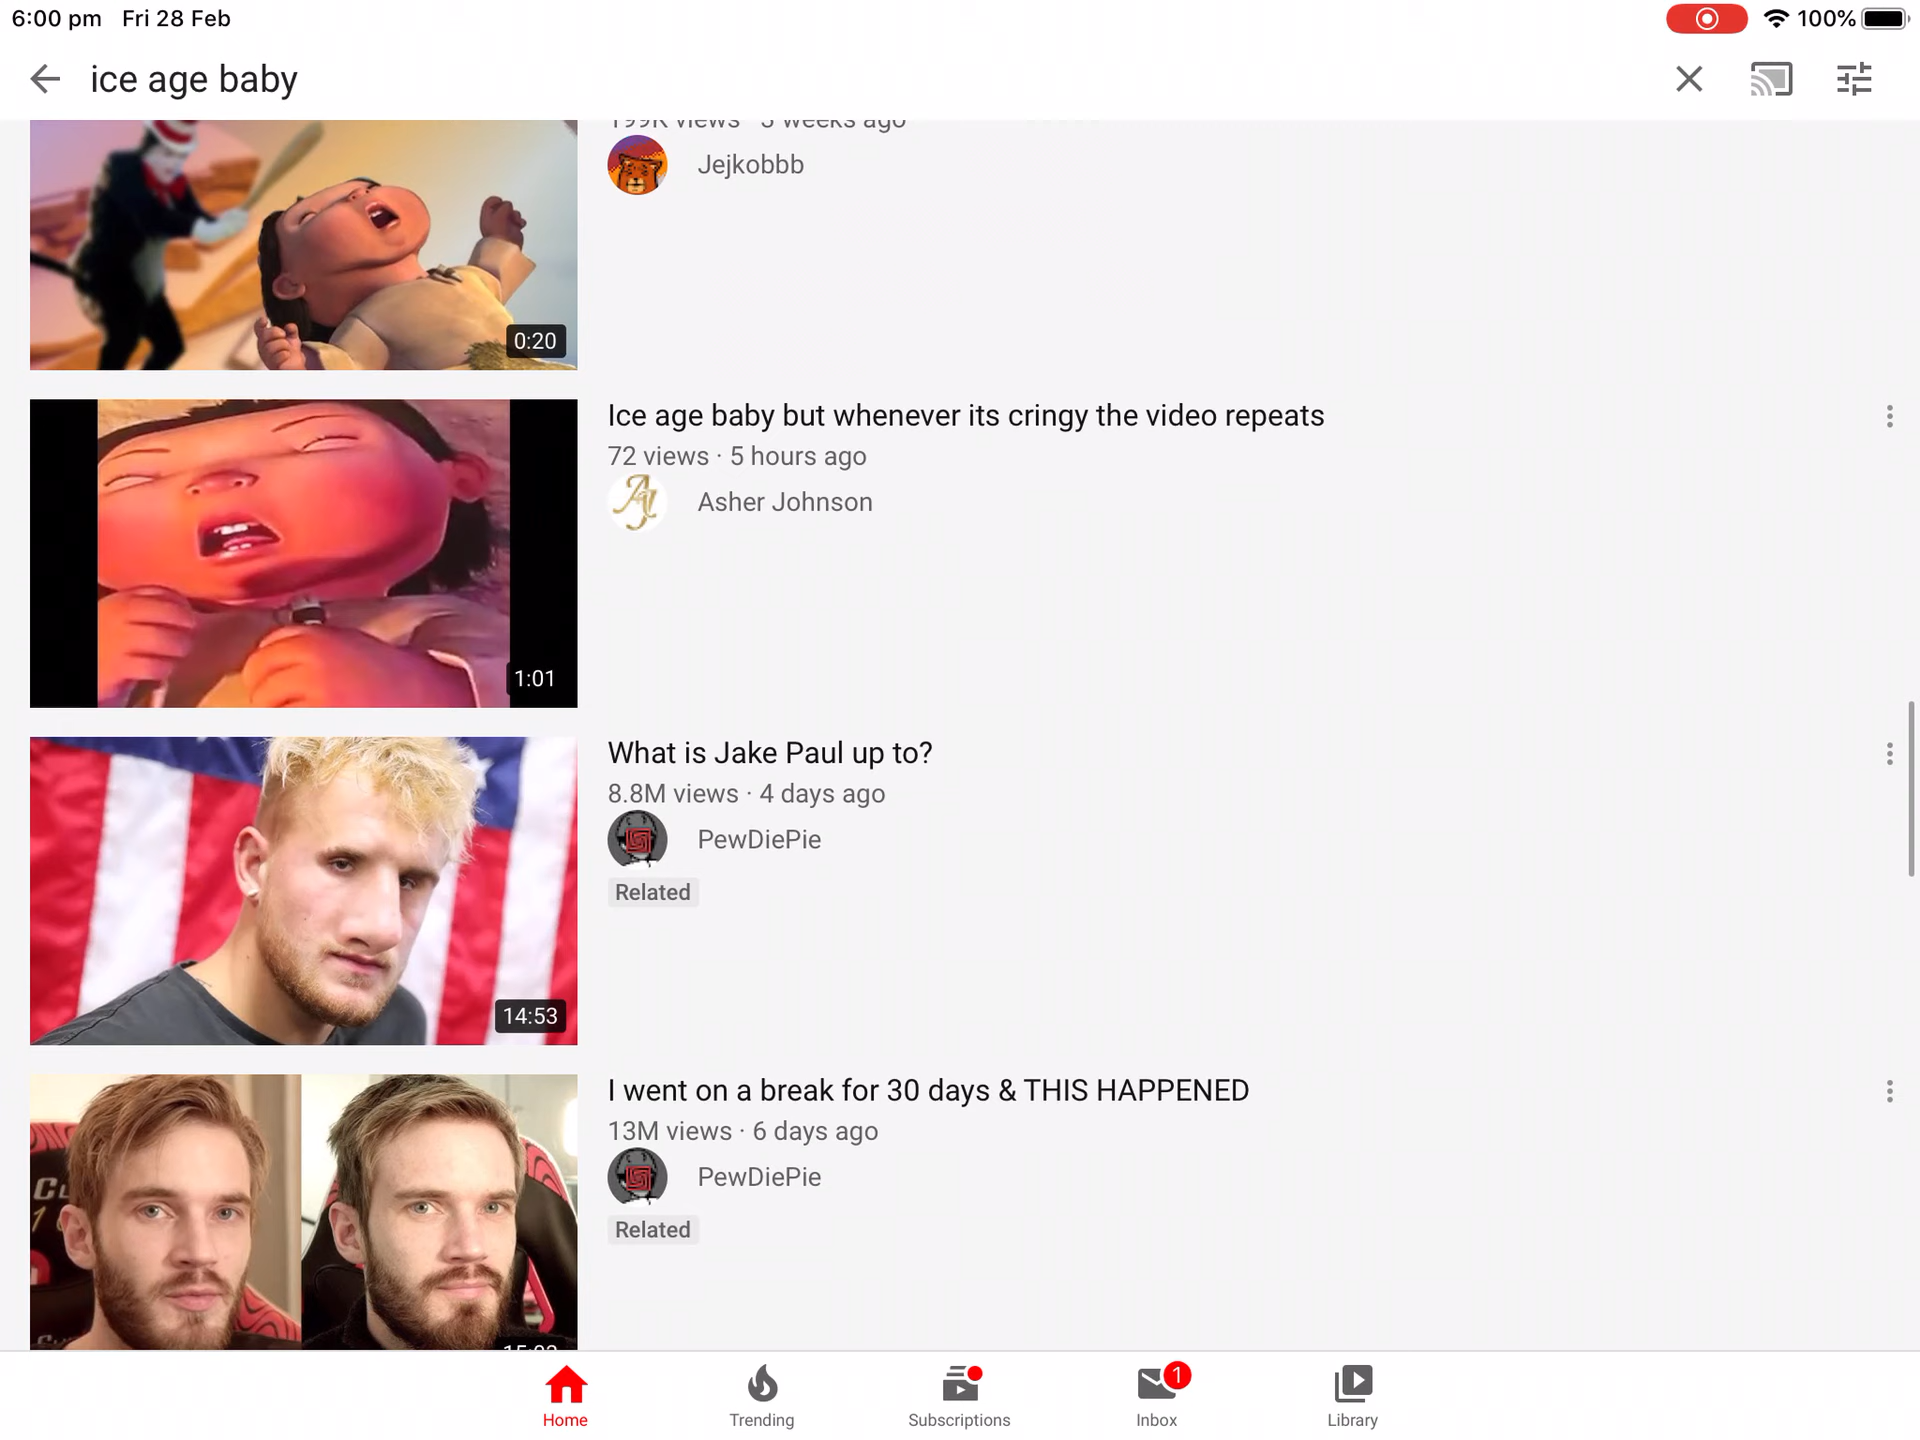 6:00 pm Fri 28 Feb
100%
ice age baby
199K views · 3 weeks ago
Jejkobbb
0:20
Ice age baby but whenever its cringy the video repeats
72 views · 5 hours ago
Asher Johnson
1:01
What is Jake Paul up to?
8.8M views · 4 days ago
PewDiePie
Related
14:53
I went on a break for 30 days & THIS HAPPENED
13M views · 6 days ago
PewDiePie
Related
Home
Trending
Subscriptions
1
Inbox
Library